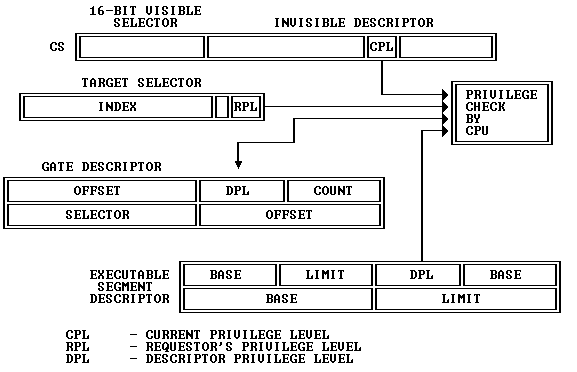 16-BIT VISIBLE
SELECTOR
INVISIBLE DESCRIPTOR
CS
CPL
TARGET SELECTOR
INDEX
RPL
PRIVILEGE
CHECK
BY
CPU
GATE DESCRIPTOR
OFFSET
DPL
COUNT
SELECTOR
OFFSET
EXECUTABLE
SEGMENT
DESCRIPTOR
BASE
LIMIT
DPL
BASE
BASE
LIMIT
CPL - CURRENT PRIVILEGE LEVEL
RPL - REQUESTOR'S PRIVILEGE LEVEL
DPL - DESCRIPTOR PRIVILEGE LEVEL